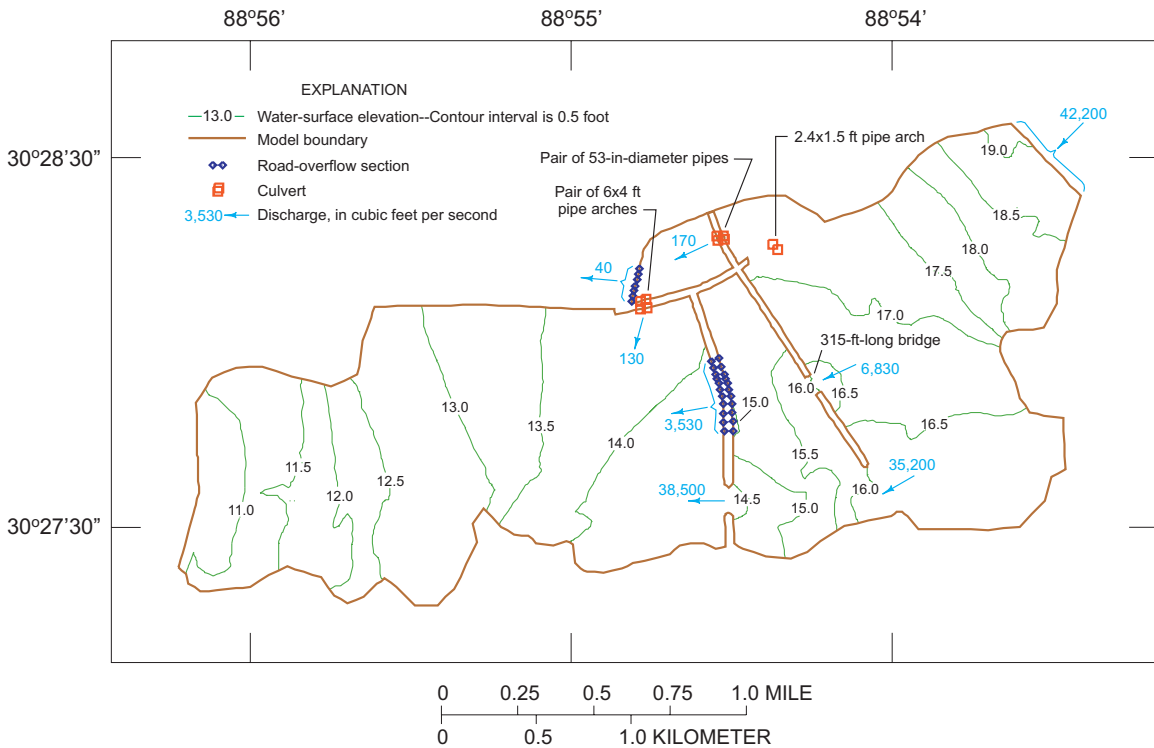 88º56’ 88º55’ 88º54’
EXPLANATION
13.0 Water-surface elevation--Contour interval is 0.5 foot
Model boundary
Road-overflow section
Culvert
3,530 Discharge, in cubic feet per second
30º28’30”
30º27’30”
42,200
2.4x1.5 ft pipe arch
Pair of 53-in-diameter pipes
Pair of 6x4 ft
pipe arches
19.0
18.5
18.0
17.5
17.0
170
40
130
315-ft-long bridge
6,830
16.0
16.5
16.5
13.0
13.5
14.0
3,530
15.0
15.5
11.5
12.0
12.5
11.0
38,500
14.5
15.0
16.0
35,200
0 0.25 0.5 0.75 1.0 MILE
0 0.5 1.0 KILOMETER